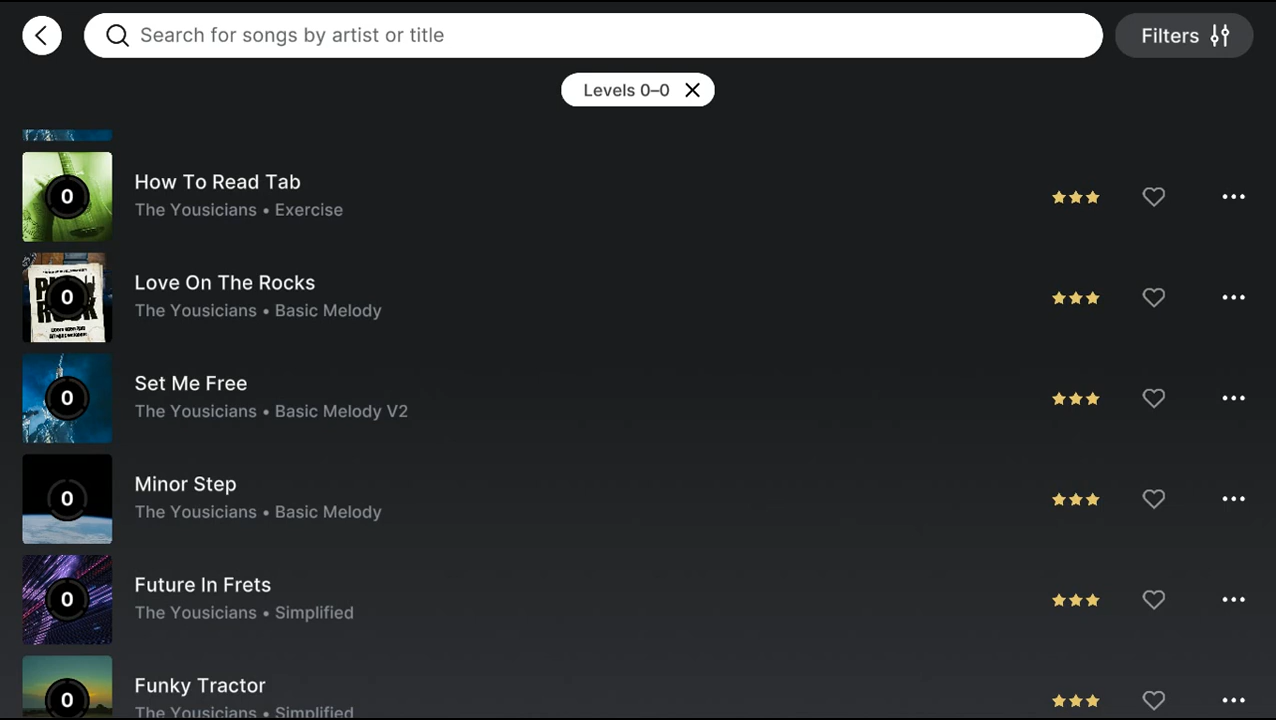 Search for songs by artist or title
Filters
Levels 0–0
0
How To Read Tab
The Yousicians • Exercise
0
Love On The Rocks
The Yousicians • Basic Melody
0
Set Me Free
The Yousicians • Basic Melody V2
0
Minor Step
The Yousicians • Basic Melody
0
Future In Frets
The Yousicians • Simplified
0
Funky Tractor
The Yousicians • Simplified